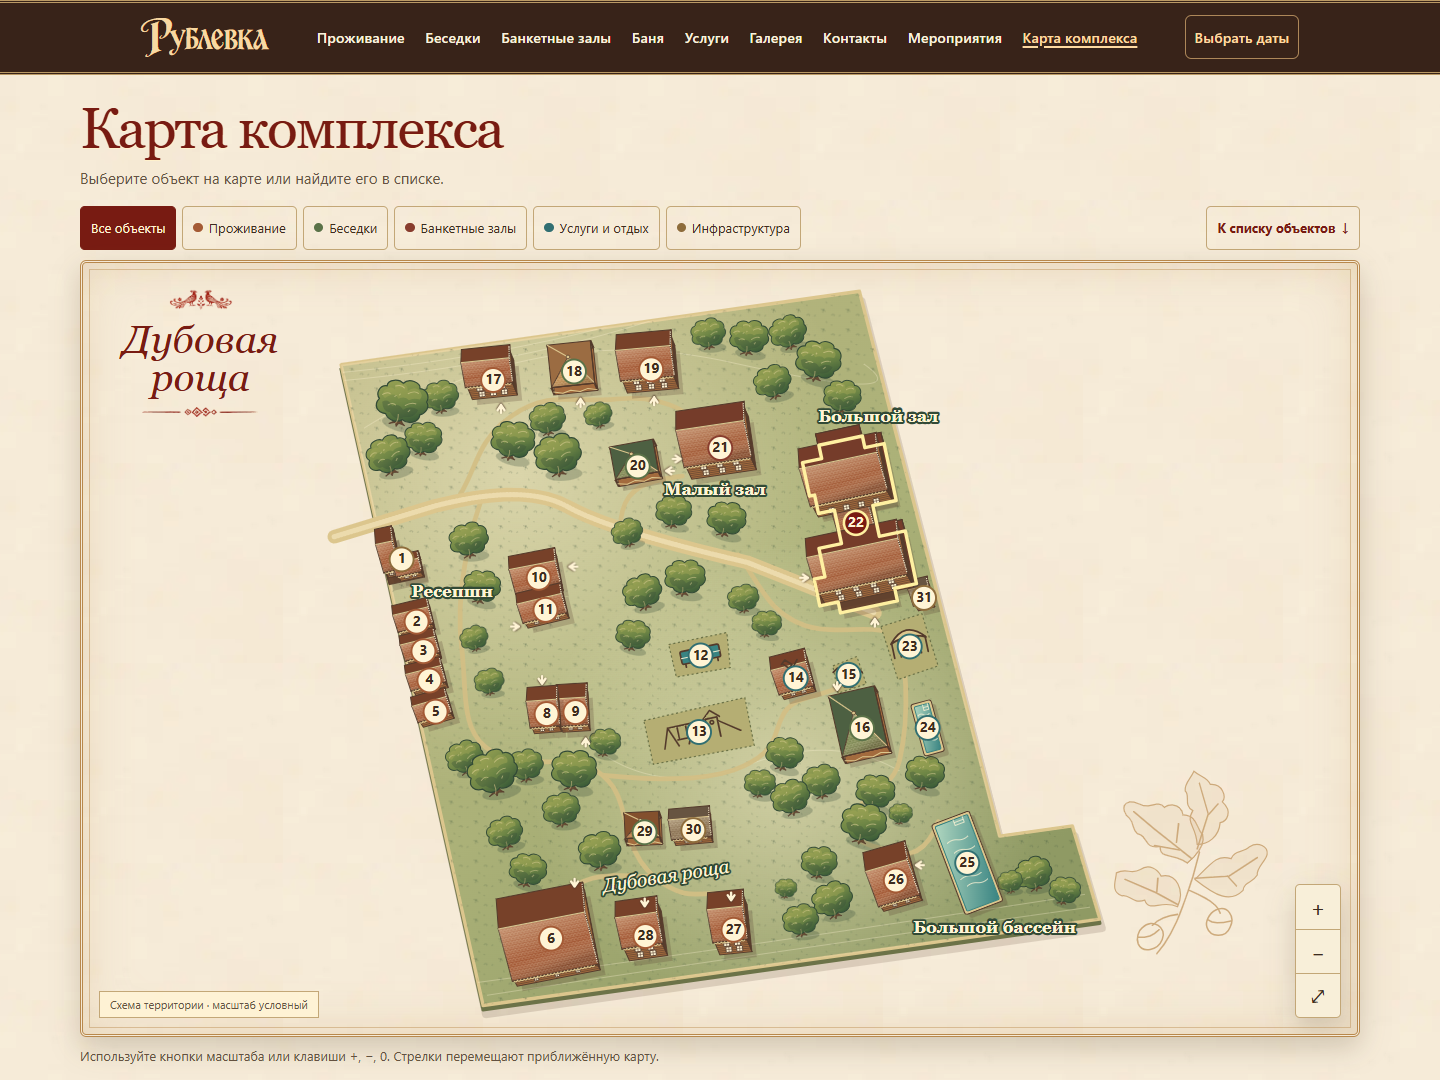 Рублевка
Проживание Беседки Банкетные залы Баня Услуги Галерея Контакты Мероприятия Карта комплекса Выбрать даты
Карта комплекса
Выберите объект на карте или найдите его в списке.
Все объекты Проживание Беседки Банкетные залы Услуги и отдых Инфраструктура К списку объектов ↓
Дубовая
роща
17 18 19
Большой зал
20 21
Малый зал
22
1
Ресепшн
10
11
31
2
3
4
5
12
23
14 15
8 9
13
16
24
29 30
25
26
Дубовая роща
6
28
27
Большой бассейн
+
−
Схема территории · масштаб условный
Используйте кнопки масштаба или клавиши +, −, 0. Стрелки перемещают приближённую карту.